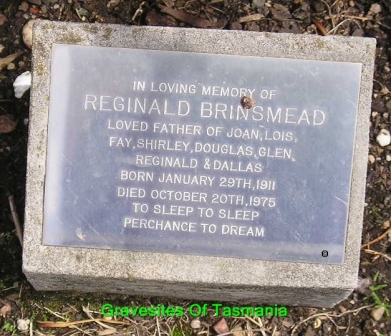 IN LOVING MEMORY OF
REGINALD BRINSMEAD
LOVED FATHER OF JOAN, LOIS,
FAY, SHIRLEY, DOUGLAS, GLEN,
REGINALD & DALLAS
BORN JANUARY 29TH, 1911
DIED OCTOBER 20TH, 1975
TO SLEEP TO SLEEP
PERCHANCE TO DREAM
Gravesites Of Tasmania